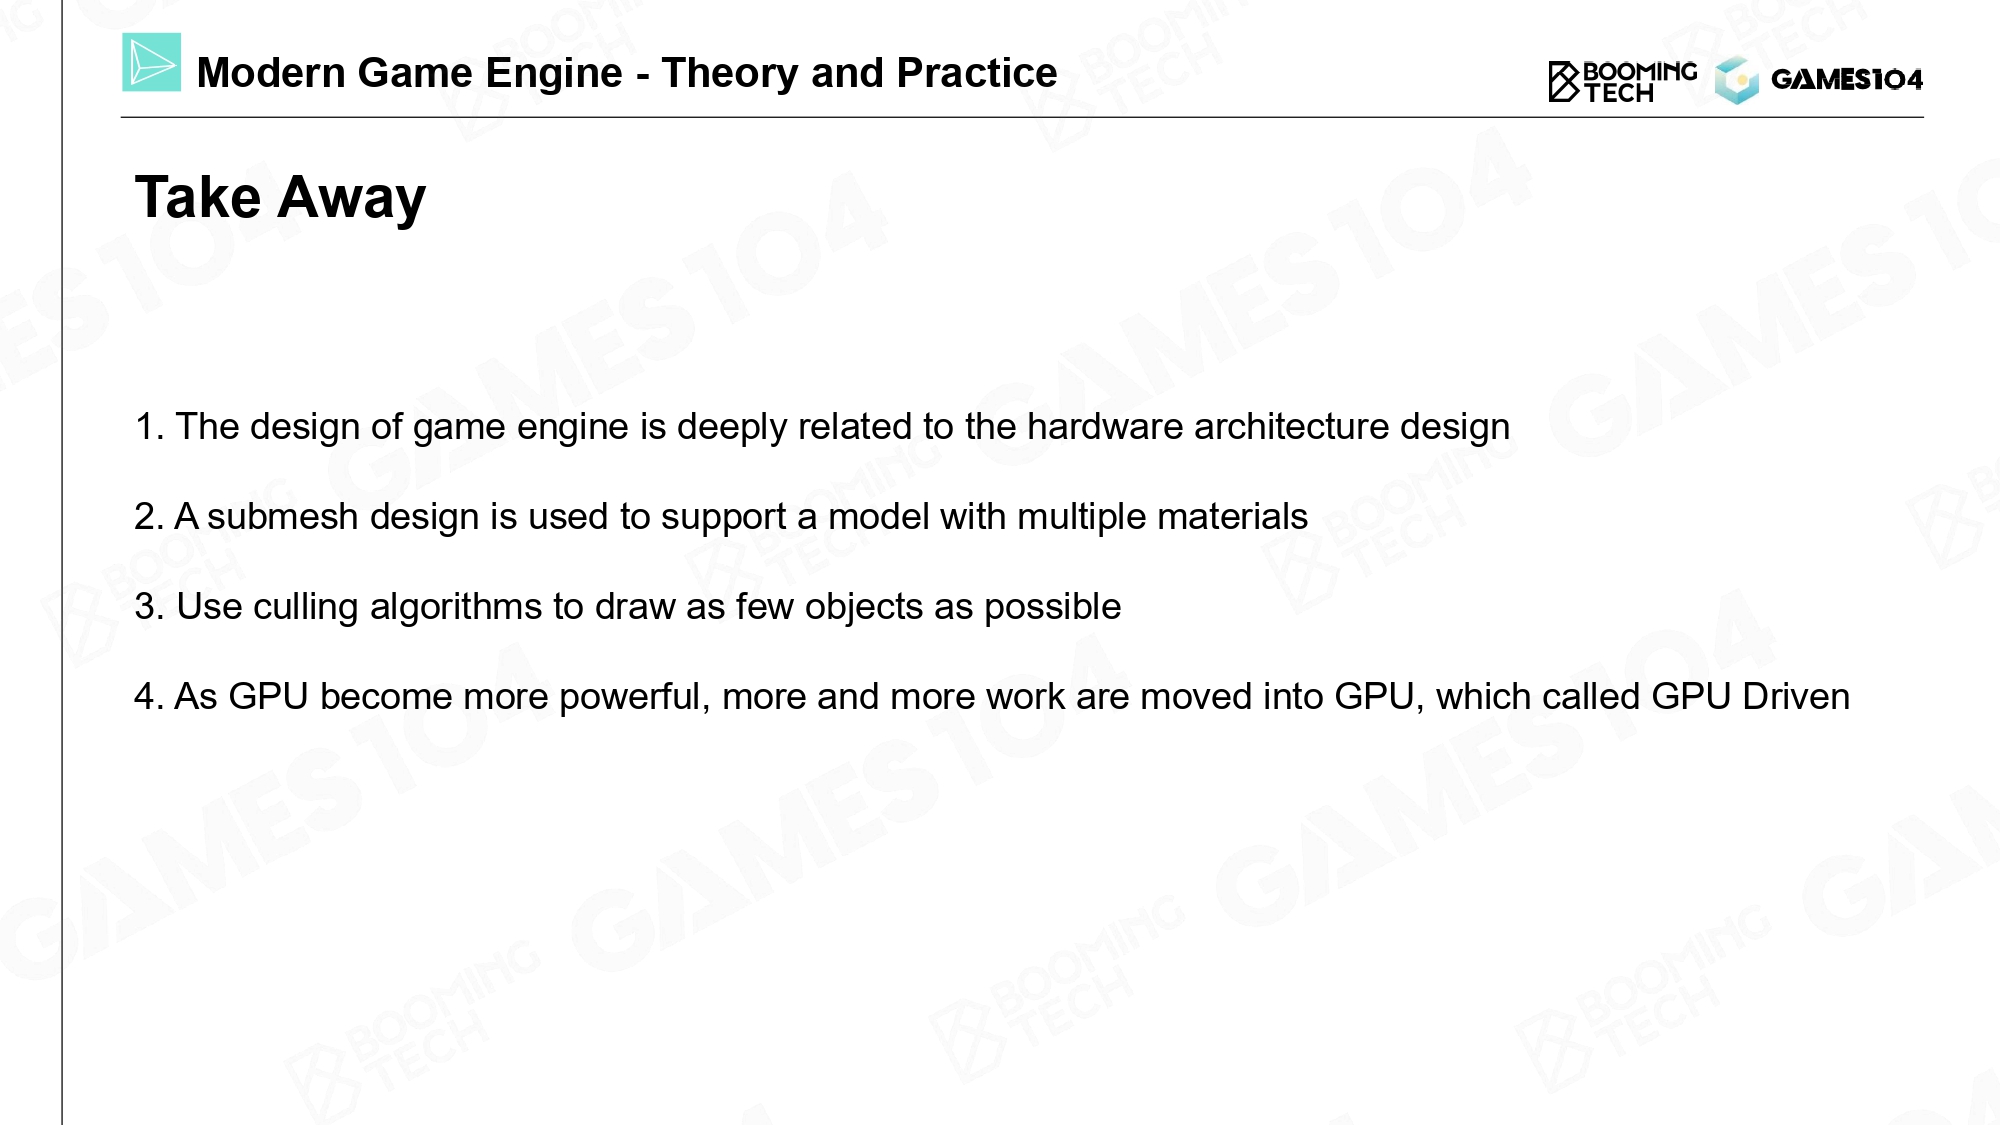 Modern Game Engine - Theory and Practice
BOOMING
TECH
GAMES104
Take Away
1. The design of game engine is deeply related to the hardware architecture design
2. A submesh design is used to support a model with multiple materials
3. Use culling algorithms to draw as few objects as possible
4. As GPU become more powerful, more and more work are moved into GPU, which called GPU Driven